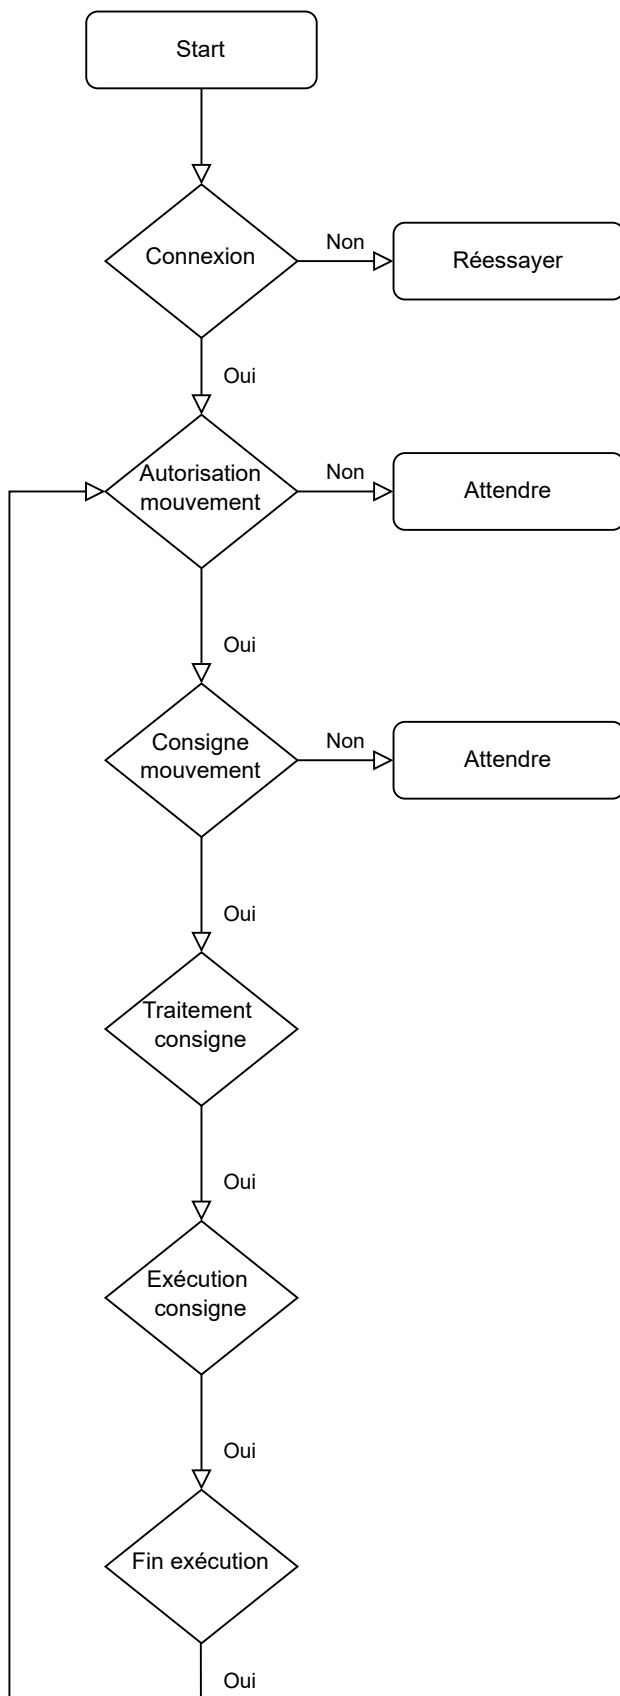 Start
Connexion
Non
Réessayer
Oui
Autorisation
mouvement
Non
Attendre
Oui
Consigne
mouvement
Non
Attendre
Oui
Traitement
consigne
Oui
Exécution
consigne
Oui
Fin exécution
Oui